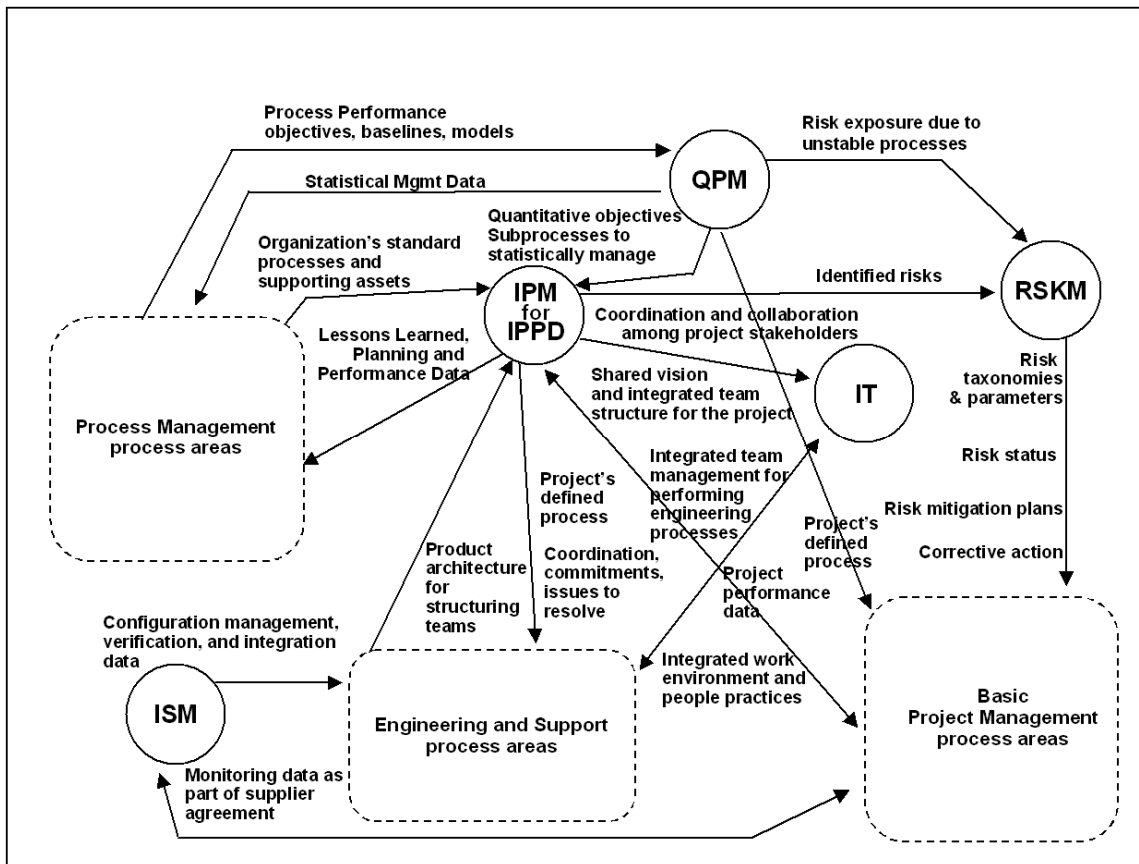 Process Performance
objectives, baselines, models
Risk exposure due to
unstable processes
QPM
Statistical Mgmt Data
Quantitative objectives
Subprocesses to
statistically manage
Organization's standard
processes and
supporting assets
Identified risks
RSKM
IPM
for
IPPD
Coordination and collaboration
among project stakeholders
Lessons Learned,
Planning and
Performance Data
Shared vision
and integrated team
structure for the project
IT
Risk
taxonomies
& parameters
Process Management
process areas
Risk status
Integrated team
management for
performing
engineering
processes
Project's
defined
process
Risk mitigation plans
Project's
defined
process
Corrective action
Product
architecture
for
structuring
teams
Coordination,
commitments,
issues to
resolve
Project
performance
data
Configuration management,
verification, and integration
data
Integrated work
environment and
people practices
ISM
Engineering and Support
process areas
Basic
Project Management
process areas
Monitoring data as
part of supplier
agreement